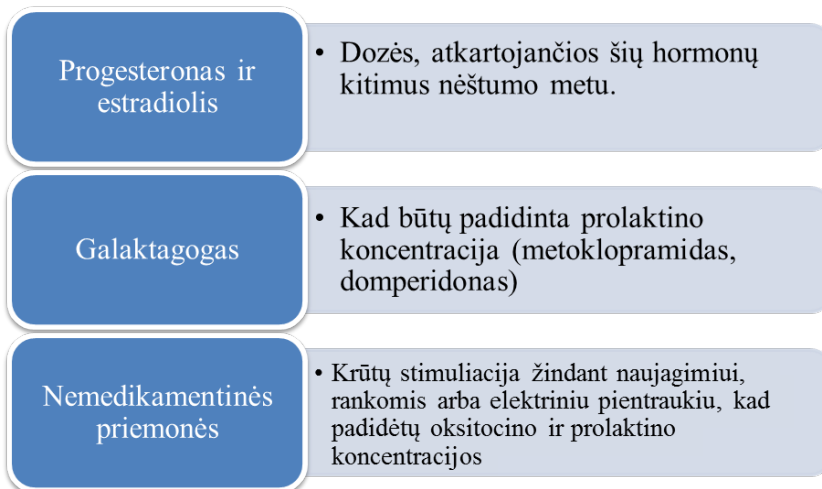 Progesteronas ir
estradiolis
• Dozės, atkartojančios šių hormonų
kitimus nėštumo metu.
Galaktagogas
• Kad būtų padidinta prolaktino
koncentracija (metoklopramidas,
domperidonas)
Nemedikamentinės
priemonės
• Krūtų stimuliacija žindant naujagimiui,
rankomis arba elektriniu pientraukiu, kad
padidėtų oksitocino ir prolaktino
koncentracijos